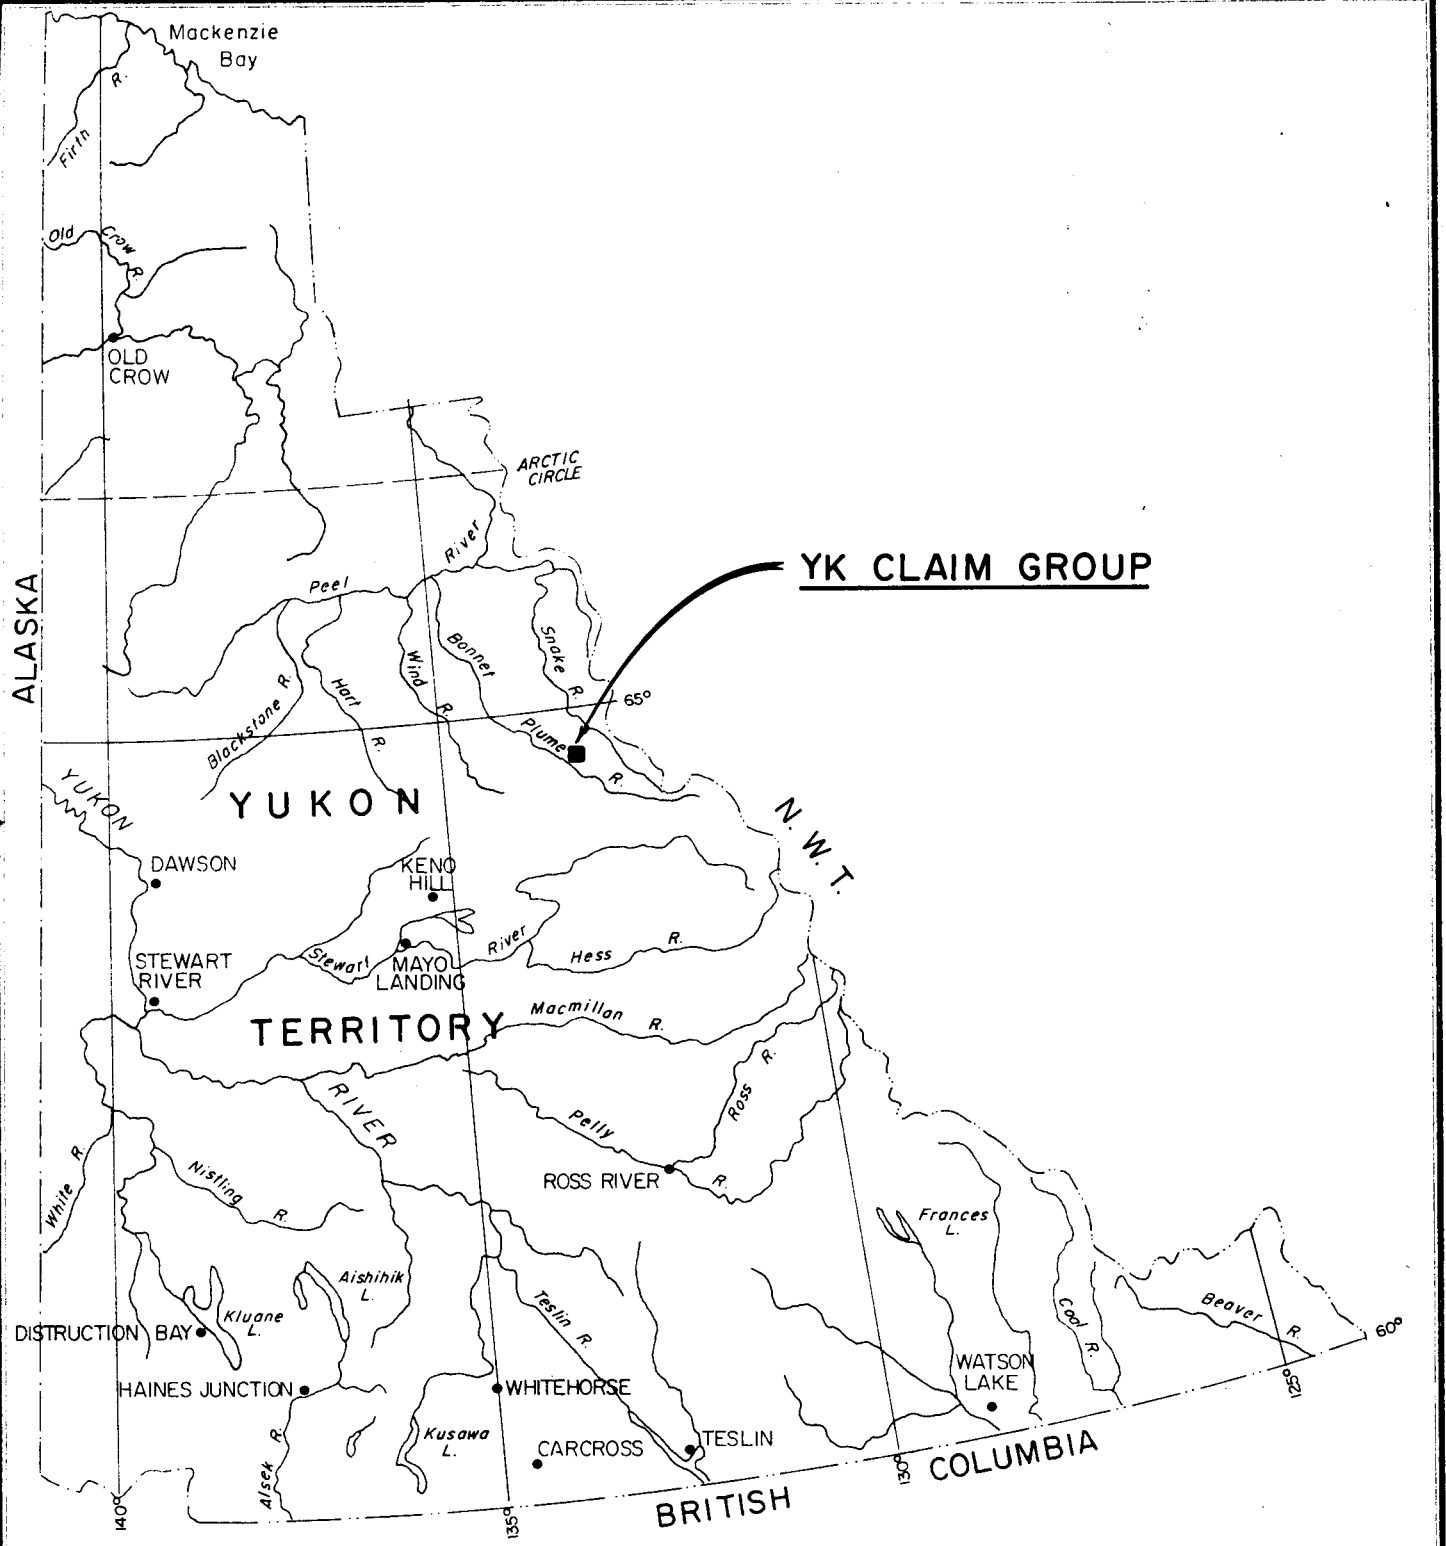 Mackenzie
Bay
Firth R.
Old Crow R.
OLD
CROW
ARCTIC
CIRCLE
River
Peel
YK CLAIM GROUP
ALASKA
Blackstone R.
Hart R.
Wind R.
Bonnet
Plume R.
Snake R.
65°
YUKON
YUKON
N.W.T.
DAWSON
KENO
HILL
STEWART
RIVER
Stewart
River
MAYO
LANDING
Hess R.
TERRITORY
Macmillan R.
RIVER
Ross R.
Pelly
R.
ROSS RIVER
White R.
Nistling R.
Frances
L.
Aishihik
L.
Kluane
L.
DISTRUCTION BAY
Teslin R.
Coal R.
Beaver R.
60°
HAINES JUNCTION
WHITEHORSE
WATSON
LAKE
125°
Kusawa
L.
CARCROSS
TESLIN
Alsek R.
130°
COLUMBIA
BRITISH
140°
135°